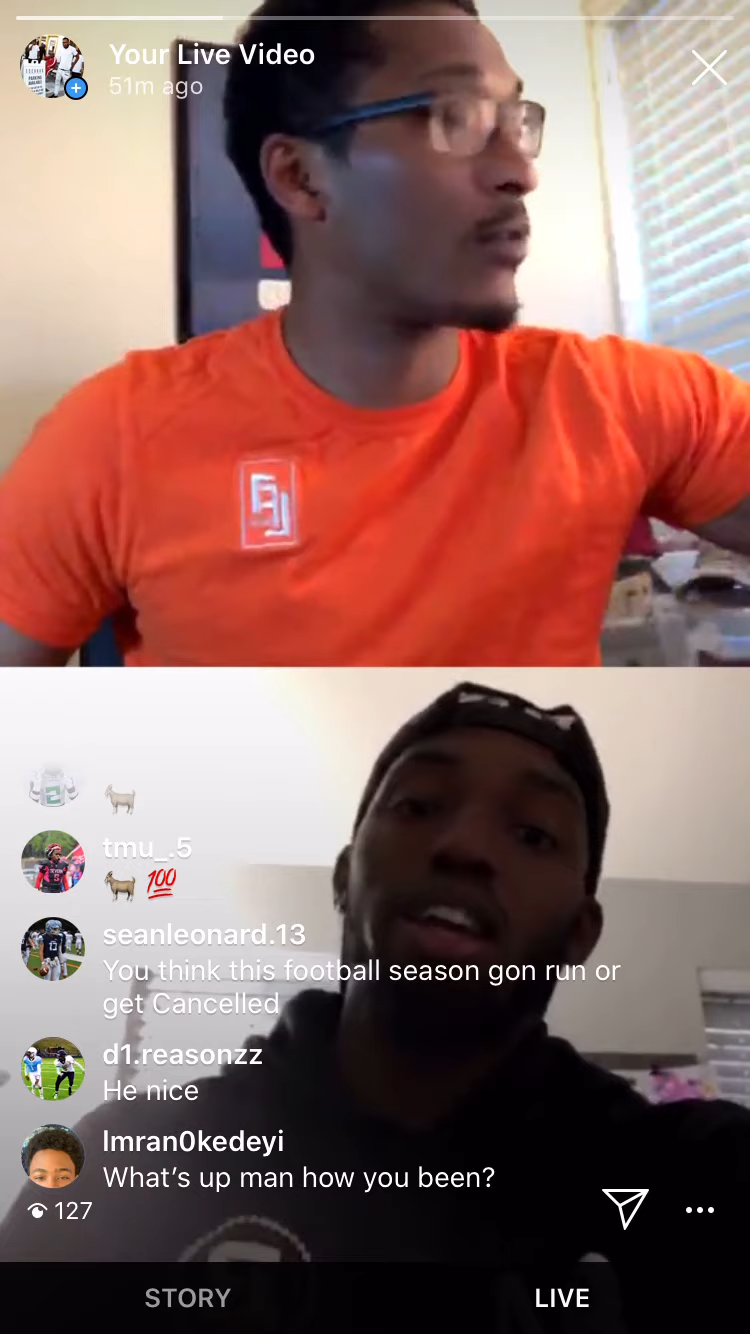 Your Live Video
51m ago
tmu_.5
💯
seanleonard.13
You think this football season gon run or
get Cancelled
d1.reasonzz
He nice
Imran0kedeyi
What's up man how you been?
127
STORY
LIVE